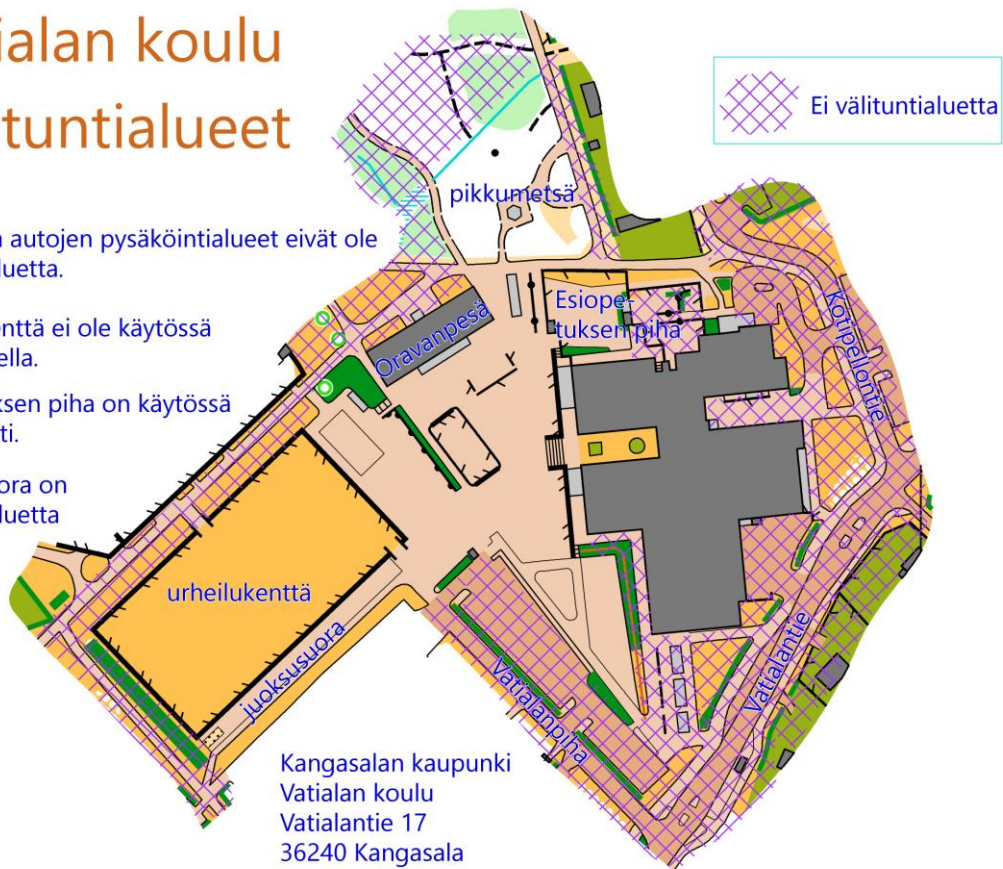 ialan koulu
tuntialueet
autojen pysäköintialueet eivät ole
luetta.
enttä ei ole käytössä
ella.
ksen piha on käytössä
ti.
ora on
luetta
Ei välituntialuetta
pikkumetsä
Esiope-
tuksen piha
Oravanpesä
Kotipellontie
urheilukenttä
juoksusuora
Vatialanpiha
Vatialantie
Kangasalan kaupunki
Vatialan koulu
Vatialantie 17
36240 Kangasala